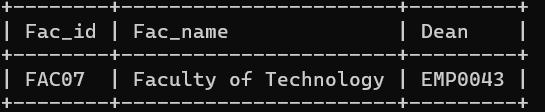 +--------+-----------------------+---------+
| Fac_id | Fac_name              | Dean    |
+--------+-----------------------+---------+
| FAC07  | Faculty of Technology | EMP0043 |
+--------+-----------------------+---------+